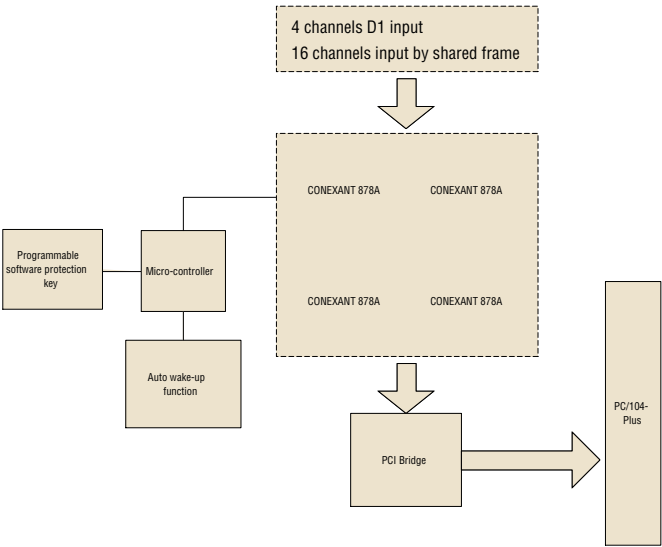 4 channels D1 input
16 channels input by shared frame
CONEXANT 878A
CONEXANT 878A
Programmable
software protection
key
Micro-controller
CONEXANT 878A
CONEXANT 878A
Auto wake-up
function
PC/104-
Plus
PCI Bridge